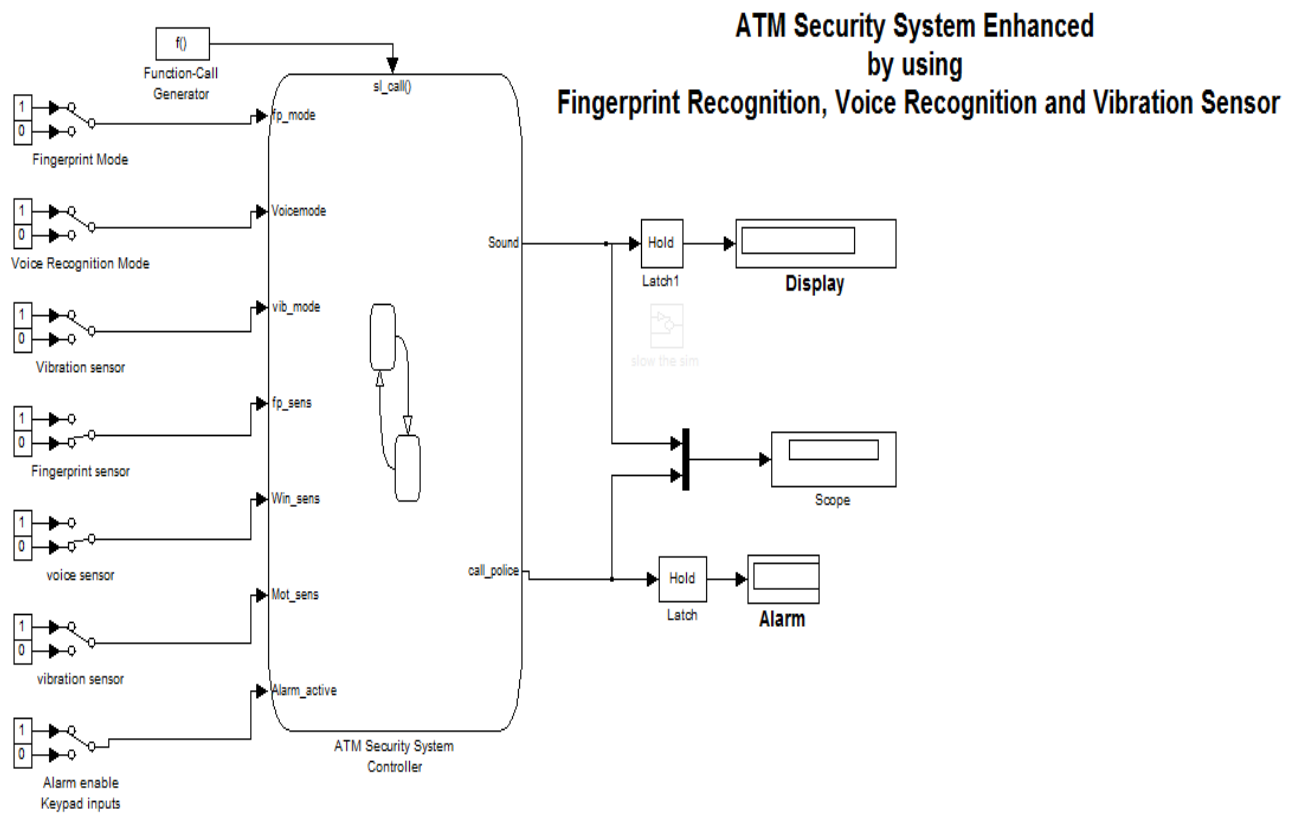 ATM Security System Enhanced
by using
Fingerprint Recognition, Voice Recognition and Vibration Sensor
f()
Function-Call
Generator
sl_call()
1
0
Fingerprint Mode
fp_mode
1
0
Voice Recognition Mode
Voicemode
1
0
Vibration sensor
vib_mode
1
0
Fingerprint sensor
fp_sens
1
0
voice sensor
Win_sens
1
0
vibration sensor
Mot_sens
1
0
Alarm enable
Keypad inputs
Alarm_active
ATM Security System
Controller
Sound
Hold
Latch1
Display
slow the sim
Scope
call_police
Hold
Latch
Alarm